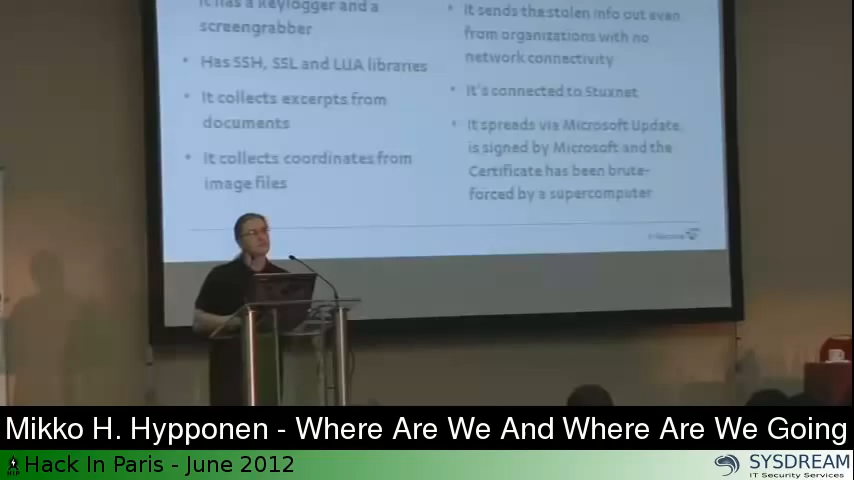 It has a keylogger and a
screengrabber
• Has SSH, SSL and LUA libraries
• It collects excerpts from
documents
• It collects coordinates from
image files
• It sends the stolen info out even
from organizations with no
network connectivity
• It's connected to Stuxnet
• It spreads via Microsoft Update,
is signed by Microsoft and the
Certificate has been brute-
forced by a supercomputer
Mikko H. Hypponen - Where Are We And Where Are We Going
Hack In Paris - June 2012
SYSDREAM
IT Security Services